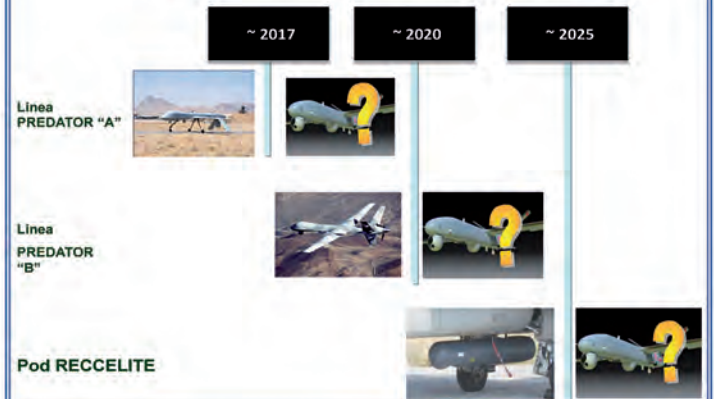 ~ 2017
~ 2020
~ 2025
Linea
PREDATOR "A"
?
Linea
PREDATOR
"B"
?
Pod RECCELITE
?